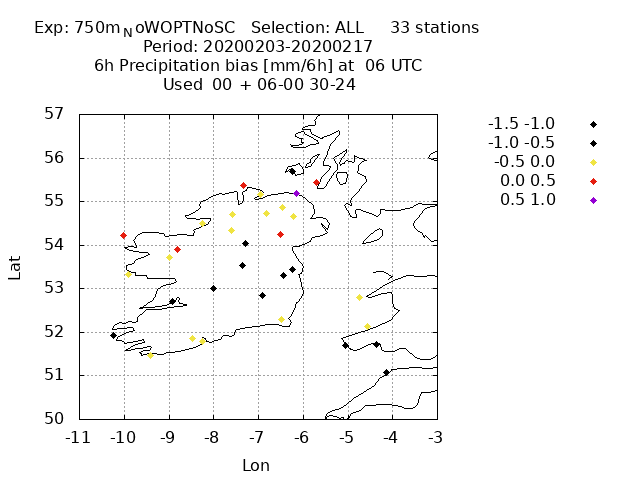 Exp: 750m_NoWOPTNoSC Selection: ALL 33 stations
Period: 20200203-20200217
6h Precipitation bias [mm/6h] at 06 UTC
Used 00 + 06-00 30-24
57
56
55
54
53
52
51
50
Lat
-11 -10 -9 -8 -7 -6 -5 -4 -3
Lon
-1.5 -1.0
-1.0 -0.5
-0.5 0.0
0.0 0.5
0.5 1.0